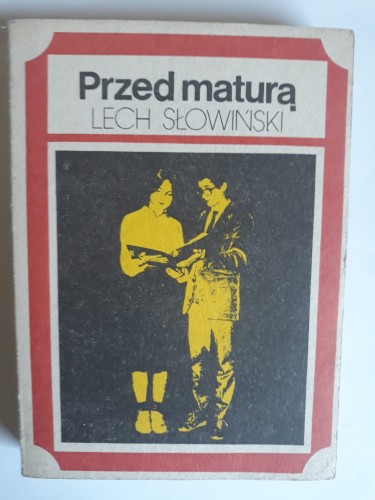 Przed maturą
LECH SŁOWIŃSKI